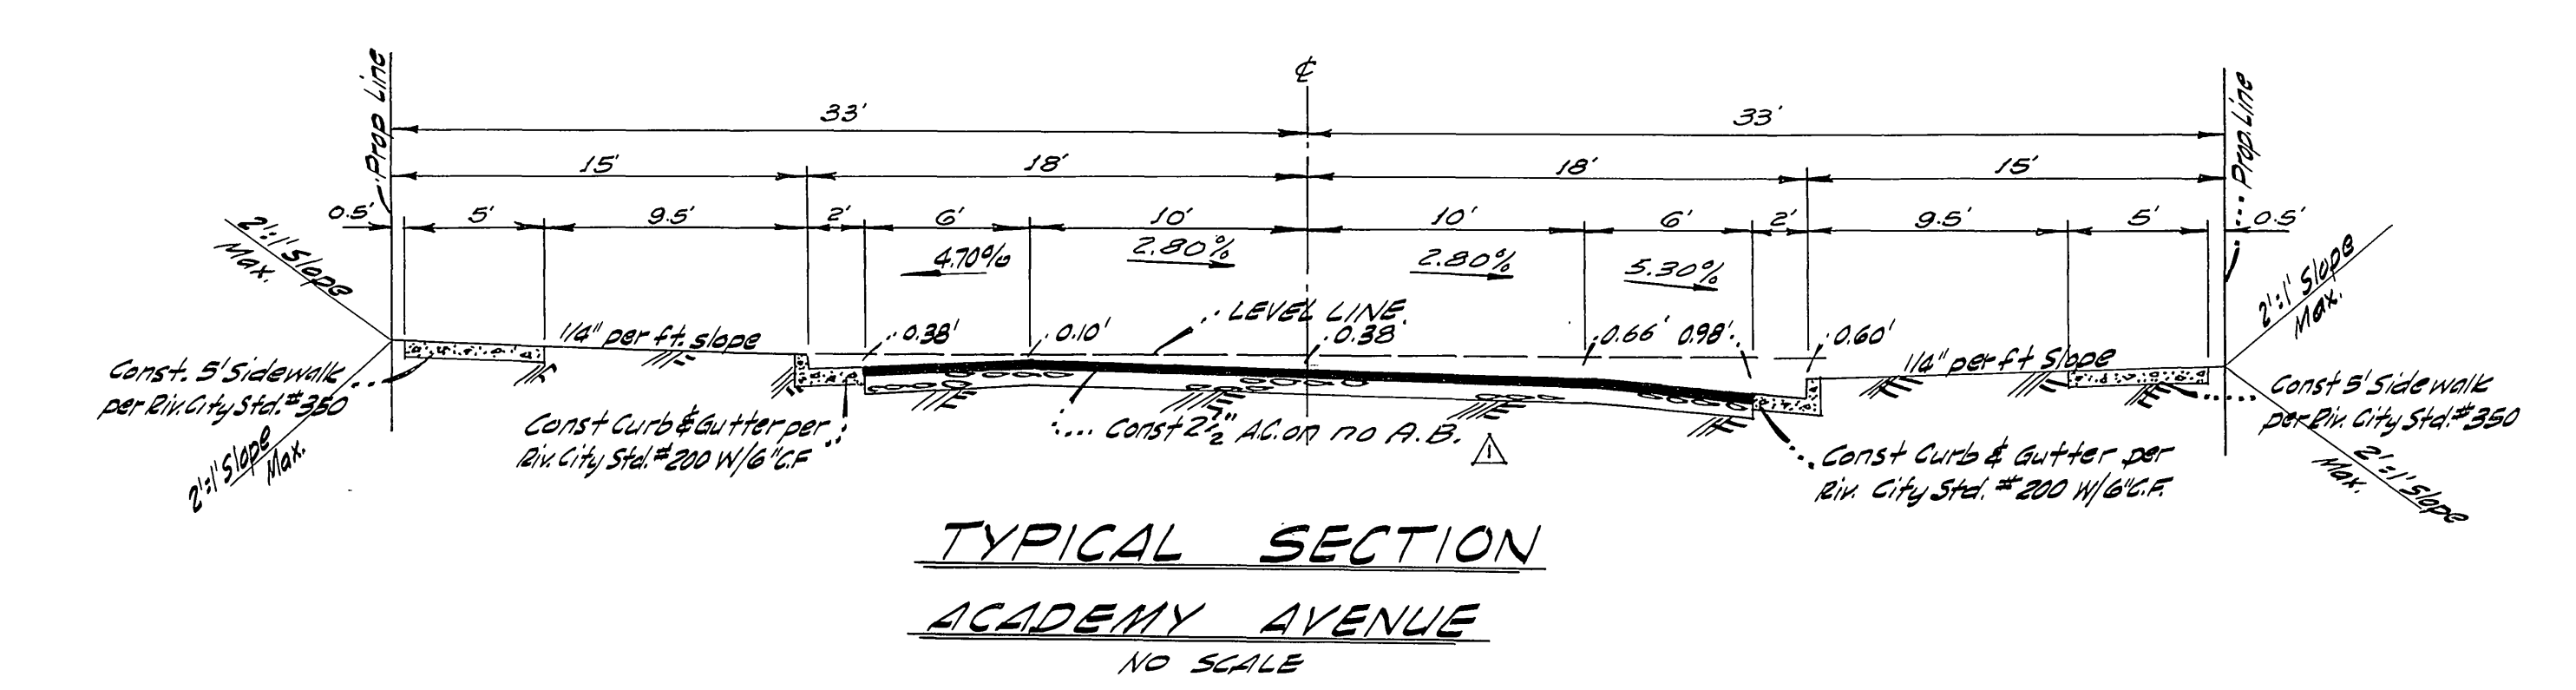 ℄
Prop Line
33'
33'
Prop. Line
15'
18'
18'
15'
0.5'
5'
9.5'
2'
6'
10'
10'
6'
2'
9.5'
5'
0.5'
2':1' Slope
Max.
4.70%
2.80%
2.80%
5.30%
2':1' Slope
Max.
LEVEL LINE
1/4" per ft. slope
0.38'
0.10'
0.38
0.66'
0.98'
0.60'
1/4" per ft Slope
Const. 5' Sidewalk
per Riv. City Std. #350
2':1' Slope
Max.
Const Curb & Gutter per
Riv. City Std. #200 W/6"C.F
Const 2 1/2" A.C. on no A.B.
1
Const Curb & Gutter per
Riv. City Std. #200 W/6"C.F.
Const 5' Sidewalk
per Riv. City Std. #350
2':1' Slope
Max.
TYPICAL SECTION
ACADEMY AVENUE
NO SCALE